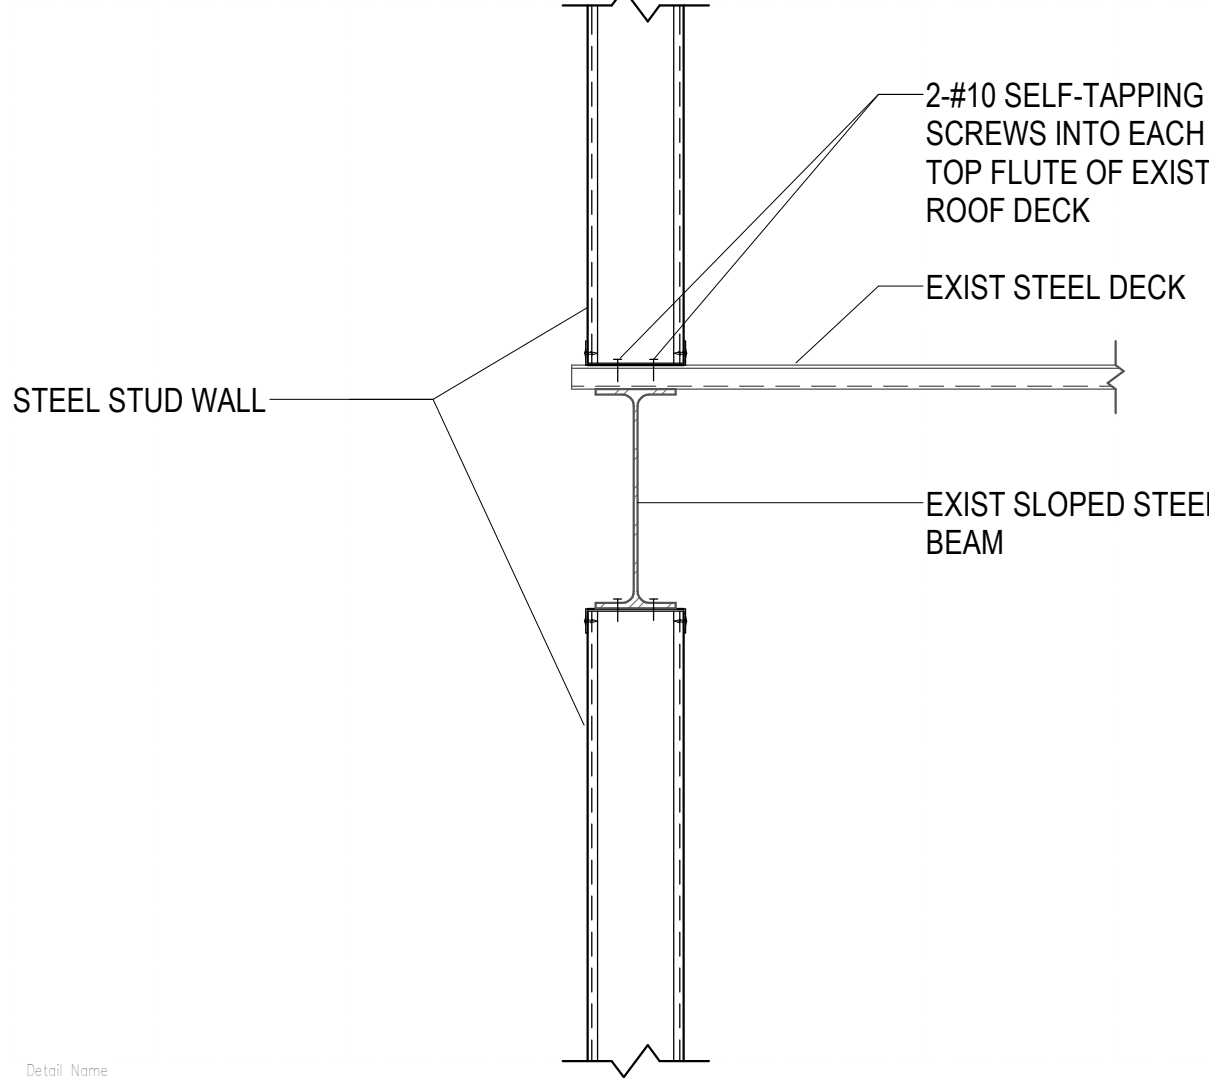 2-#10 SELF-TAPPING
SCREWS INTO EACH
TOP FLUTE OF EXIST
ROOF DECK
EXIST STEEL DECK
STEEL STUD WALL
EXIST SLOPED STEEL
BEAM
Detail Name